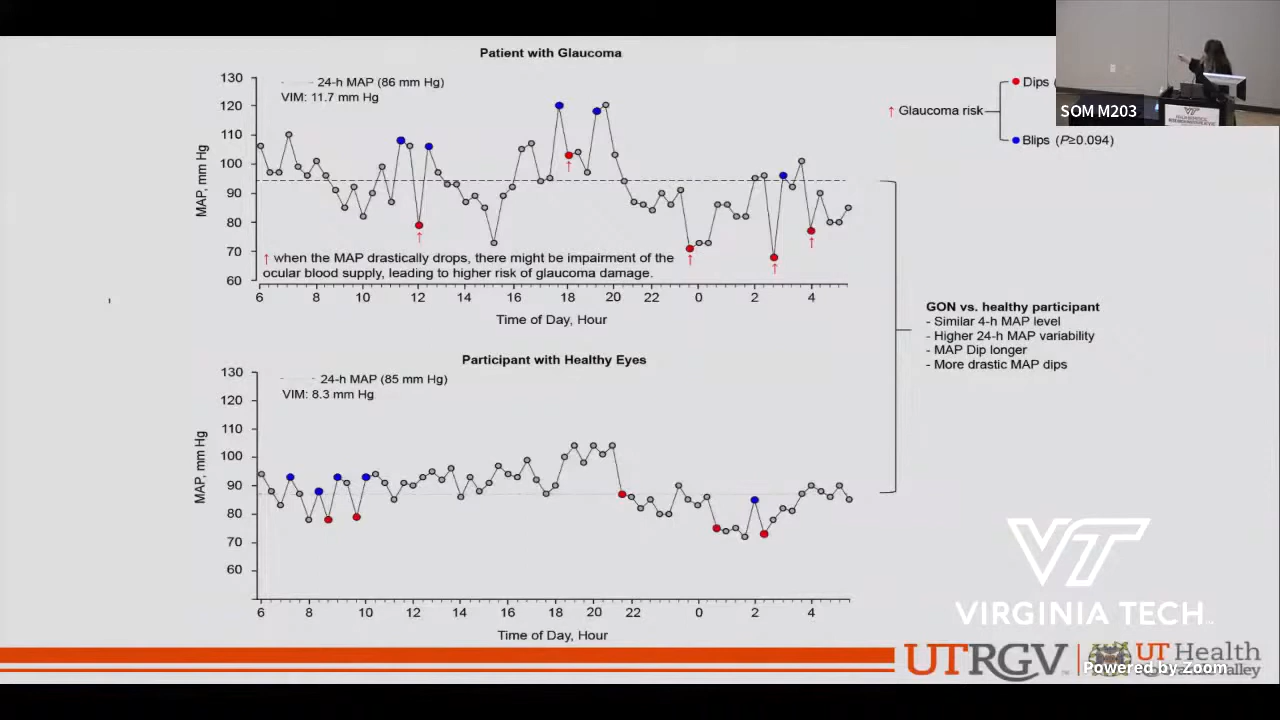 Patient with Glaucoma
24-h MAP (86 mm Hg)
VIM: 11.7 mm Hg
130
120
110
100
90
80
70
60
MAP, mm Hg
↑ when the MAP drastically drops, there might be impairment of the
ocular blood supply, leading to higher risk of glaucoma damage.
6 8 10 12 14 16 18 20 22 0 2 4
Time of Day, Hour
↑ Glaucoma risk
Dips (
Blips (P≥0.094)
SOM M203
GON vs. healthy participant
- Similar 4-h MAP level
- Higher 24-h MAP variability
- MAP Dip longer
- More drastic MAP dips
Participant with Healthy Eyes
24-h MAP (85 mm Hg)
VIM: 8.3 mm Hg
130
120
110
100
90
80
70
60
MAP, mm Hg
6 8 10 12 14 16 18 20 22 0 2 4
Time of Day, Hour
VT
VIRGINIA TECH
UTRGV
UT Health
Valley
Powered by Zoom